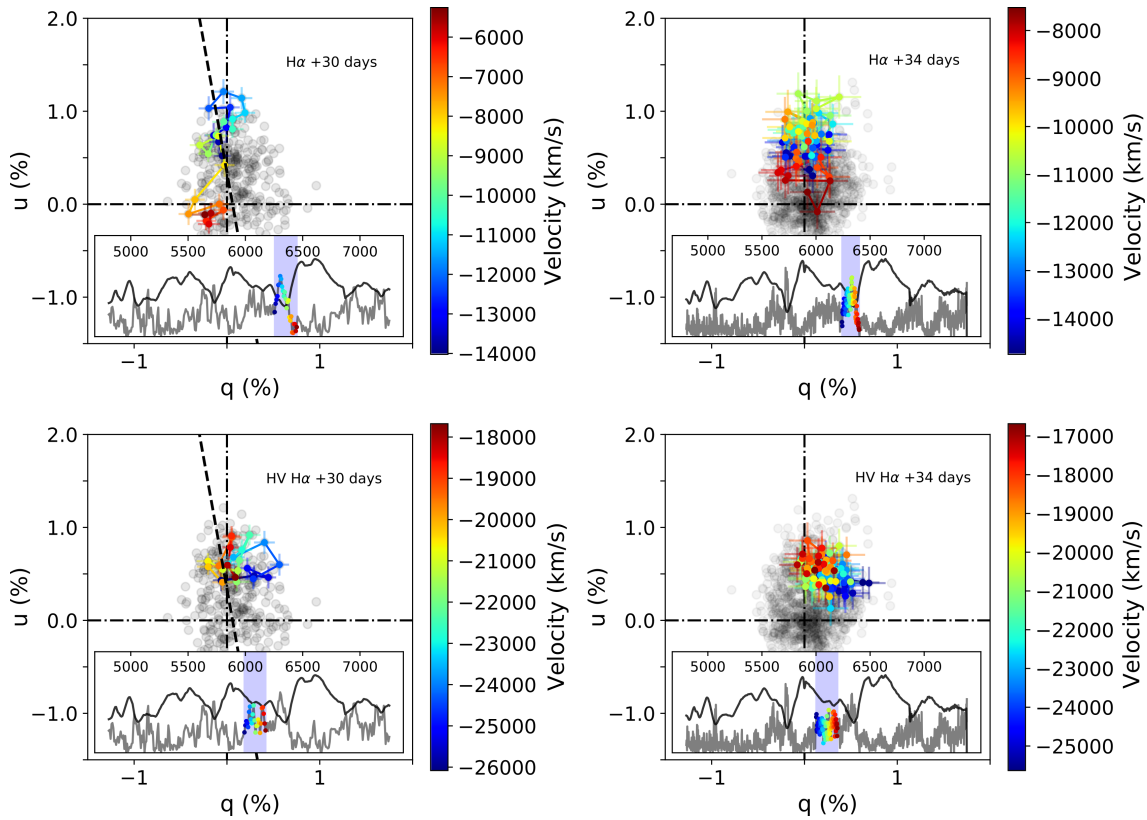 2.0
1.0
0.0
−1.0
u (%)
Hα +30 days
5000 5500 6000 6500 7000
−1 1
q (%)
−6000
−7000
−8000
−9000
−10000
−11000
−12000
−13000
−14000
Velocity (km/s)
2.0
1.0
0.0
−1.0
u (%)
Hα +34 days
5000 5500 6000 6500 7000
−1 1
q (%)
−8000
−9000
−10000
−11000
−12000
−13000
−14000
Velocity (km/s)
2.0
1.0
0.0
−1.0
u (%)
HV Hα +30 days
5000 5500 6000 6500 7000
−1 1
q (%)
−18000
−19000
−20000
−21000
−22000
−23000
−24000
−25000
−26000
Velocity (km/s)
2.0
1.0
0.0
−1.0
u (%)
HV Hα +34 days
5000 5500 6000 6500 7000
−1 1
q (%)
−17000
−18000
−19000
−20000
−21000
−22000
−23000
−24000
−25000
Velocity (km/s)